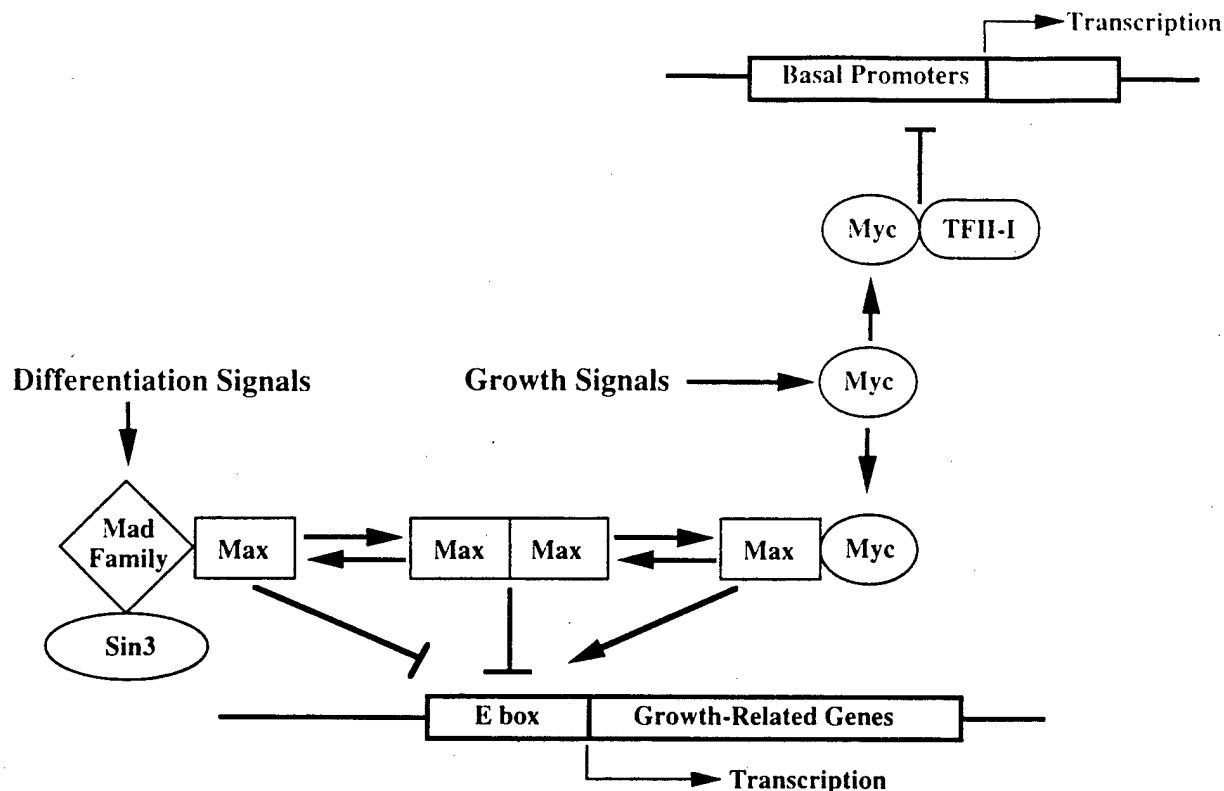 Transcription
Basal Promoters
Myc
TFII-I
Differentiation Signals
Growth Signals
Myc
Mad
Family
Max
Max
Max
Max
Myc
Sin3
E box
Growth-Related Genes
Transcription